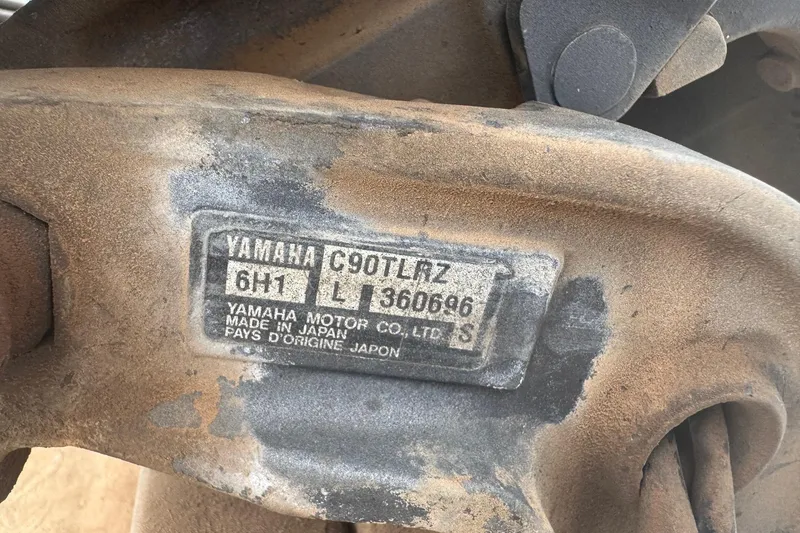 YAMAHA C90TLRZ
6H1 L 360696
YAMAHA MOTOR CO., LTD. S
MADE IN JAPAN
PAYS D'ORIGINE JAPON